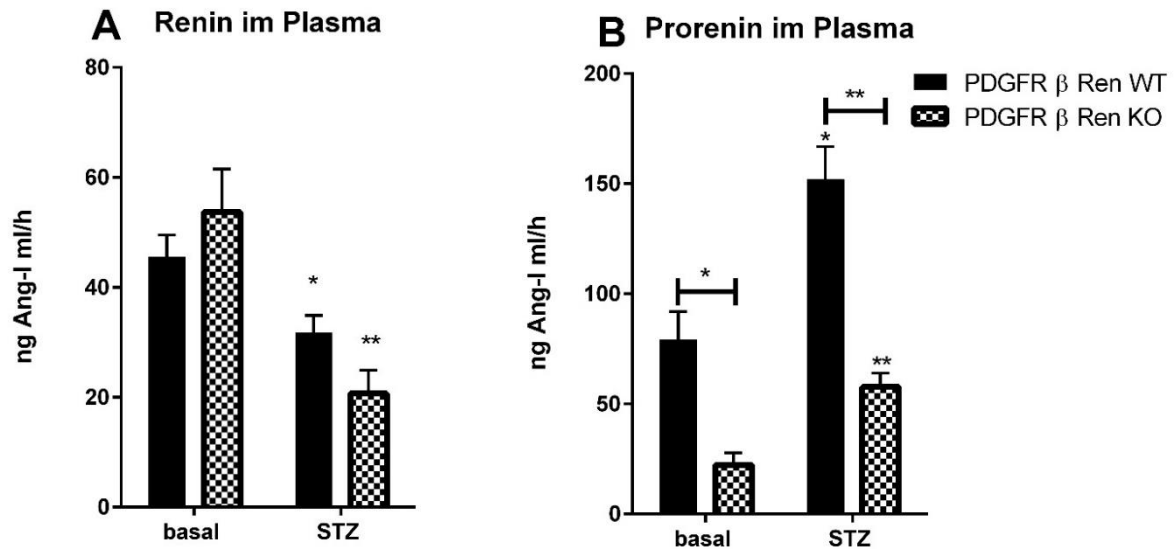 A Renin im Plasma
ng Ang-I ml/h
80
60
40
20
0
*
**
basal STZ
B Prorenin im Plasma
ng Ang-I ml/h
200
150
100
50
0
*
**
*
**
basal STZ
PDGFR β Ren WT
PDGFR β Ren KO